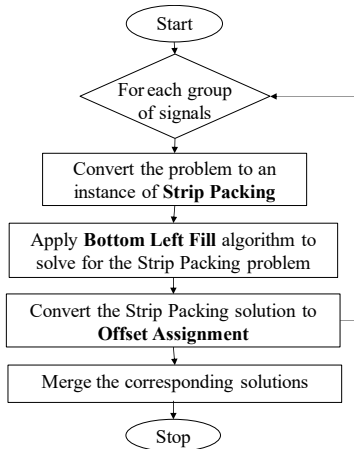 Start
For each group
of signals
Convert the problem to an
instance of Strip Packing
Apply Bottom Left Fill algorithm to
solve for the Strip Packing problem
Convert the Strip Packing solution to
Offset Assignment
Merge the corresponding solutions
Stop